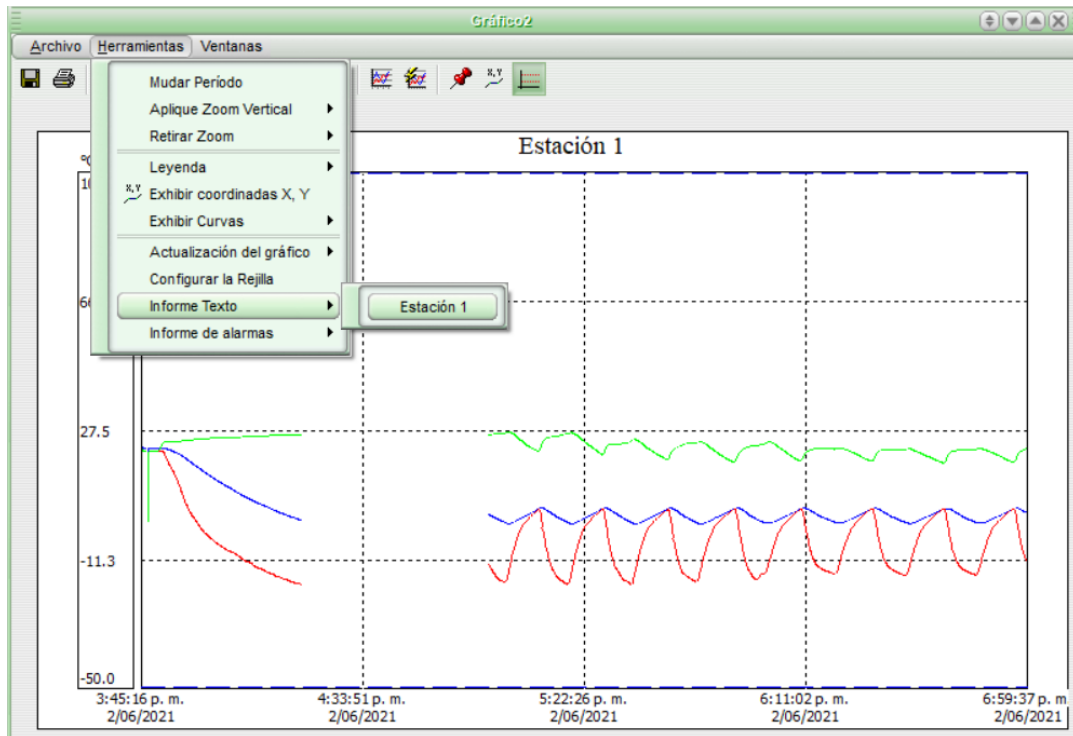 Gráfico2
Archivo Herramientas Ventanas
Mudar Período
Aplique Zoom Vertical
Retirar Zoom
Leyenda
X,Y Exhibir coordinadas X, Y
Exhibir Curvas
Actualización del gráfico
Configurar la Rejilla
Informe Texto
Estación 1
Informe de alarmas
X,Y
Estación 1
27.5
-11.3
-50.0
3:45:16 p. m. 4:33:51 p. m. 5:22:26 p. m. 6:11:02 p. m. 6:59:37 p. m
2/06/2021 2/06/2021 2/06/2021 2/06/2021 2/06/2021